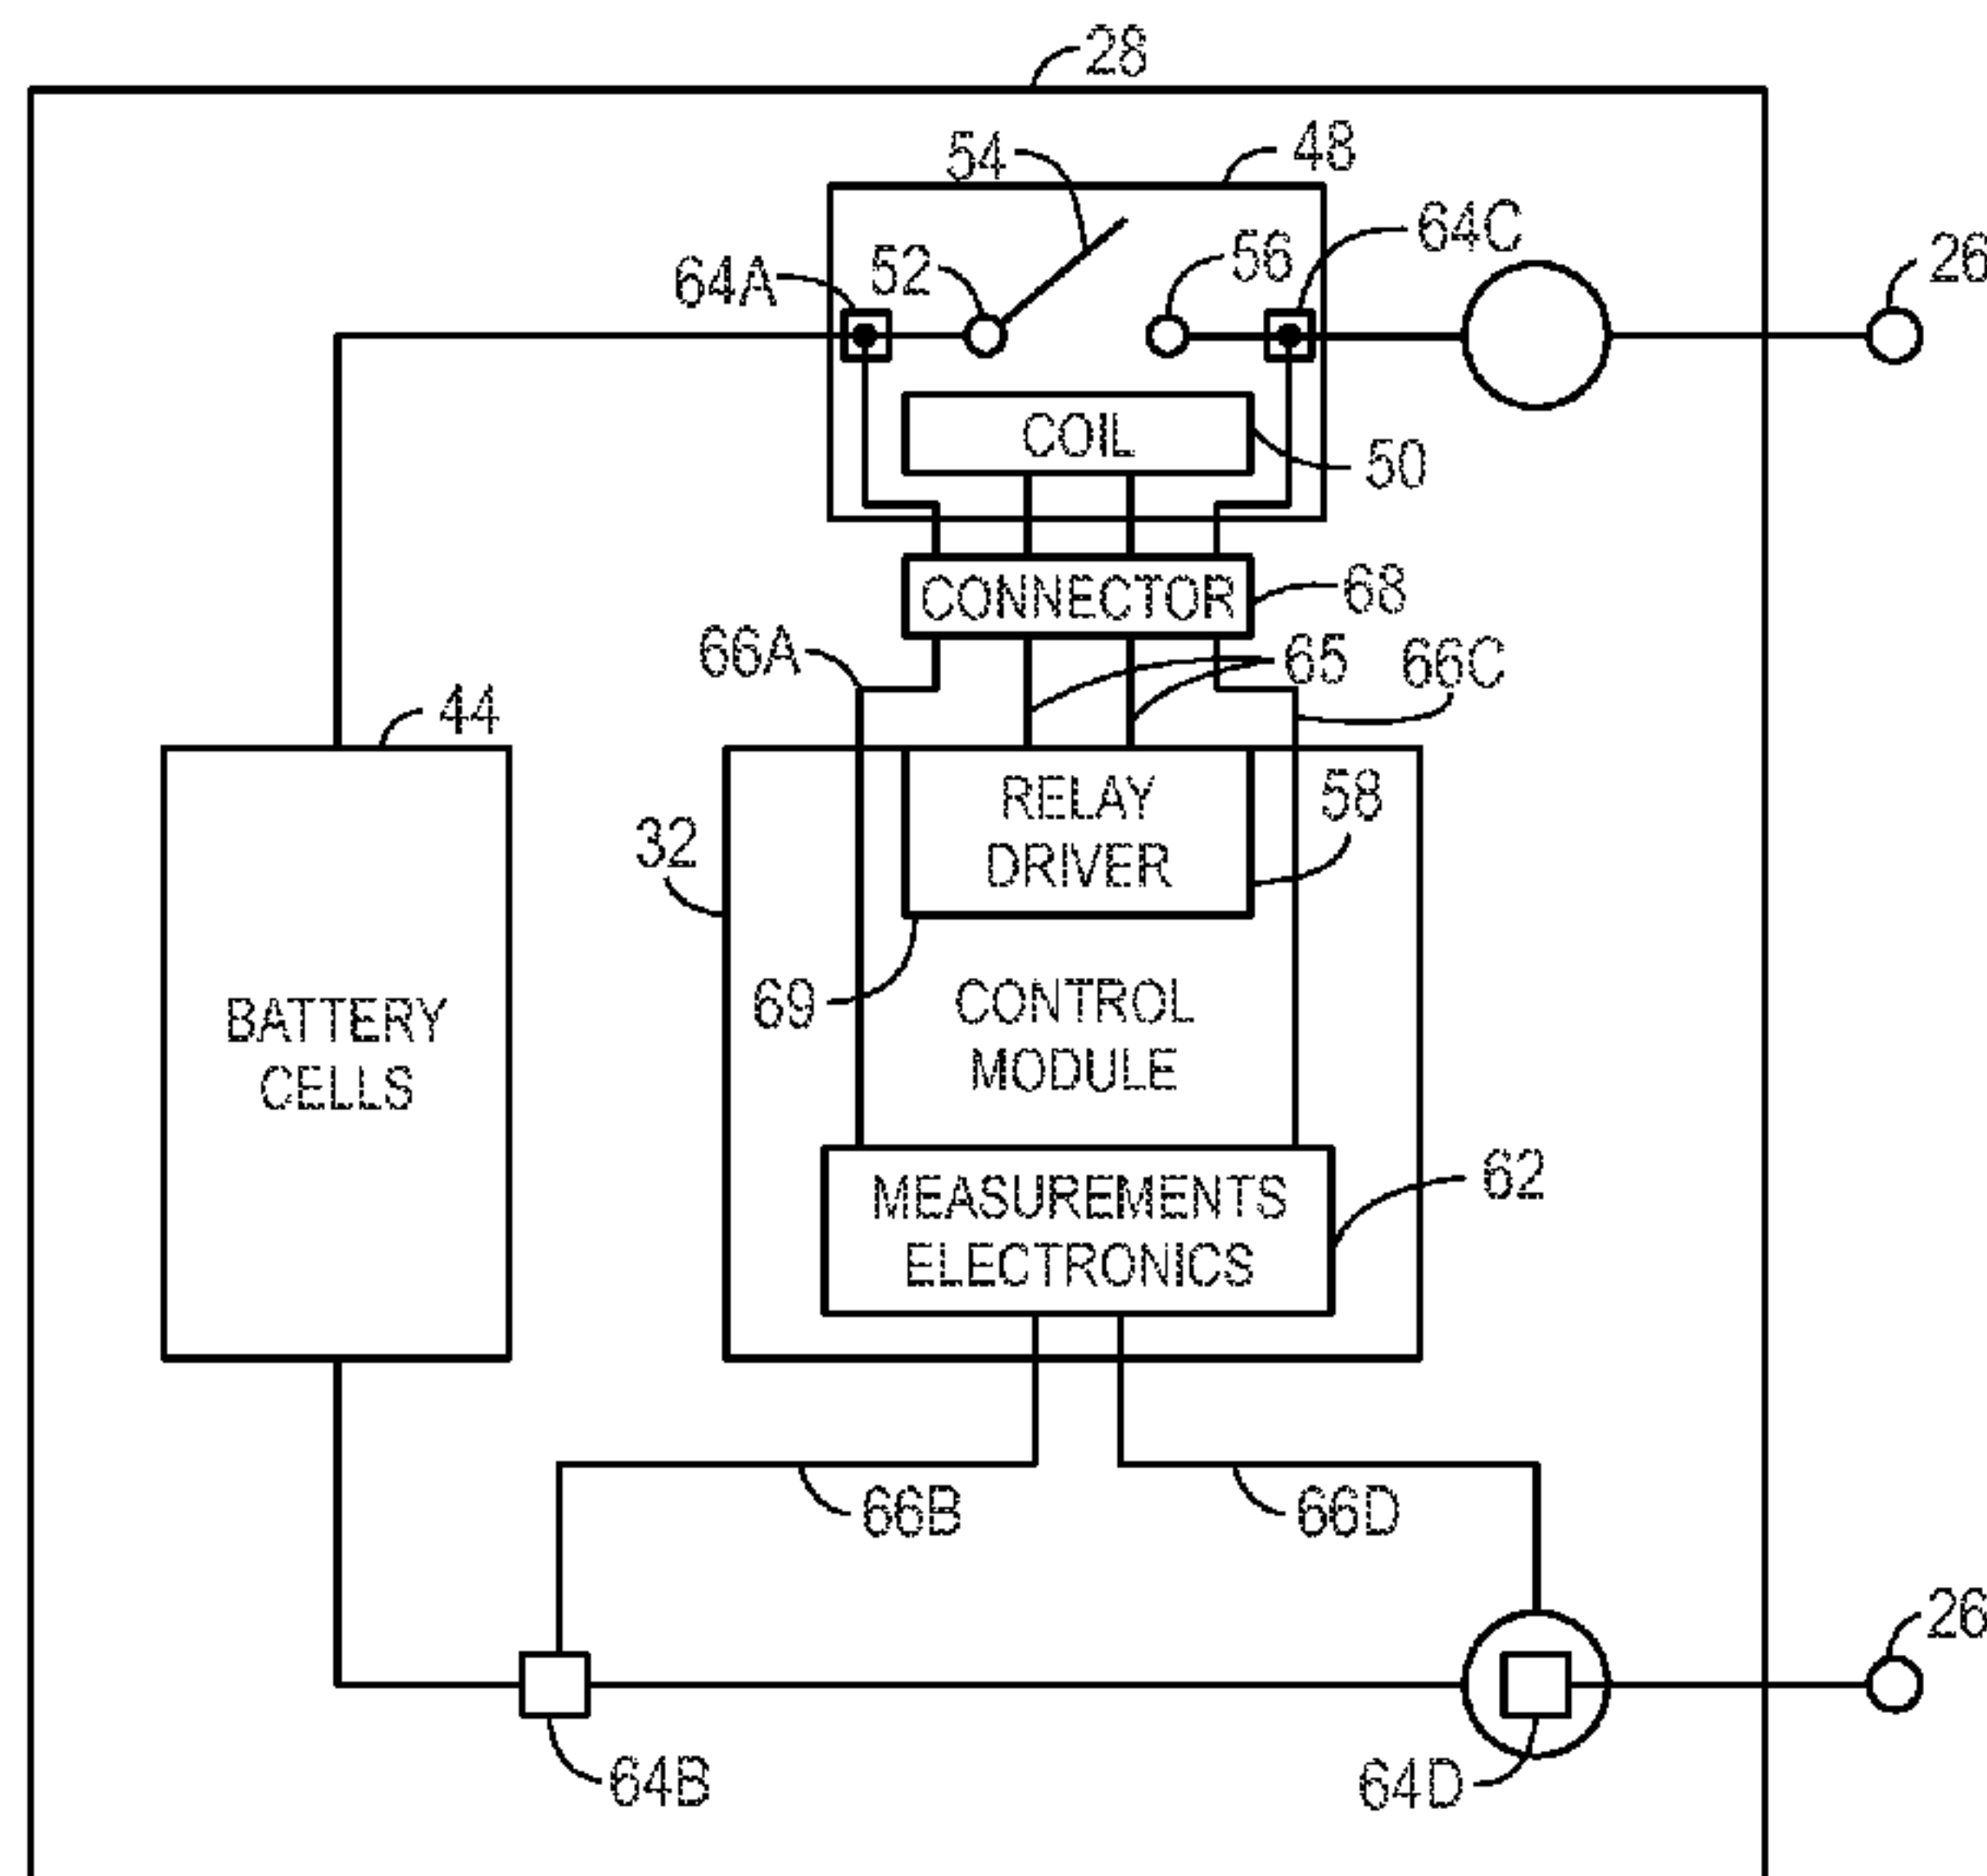 28
54
48
64C
26
64A
52
56
COIL
50
CONNECTOR
68
66A
65
66C
44
RELAY
DRIVER
58
32
69
CONTROL
MODULE
BATTERY
CELLS
MEASUREMENTS
ELECTRONICS
62
66B
66D
26
64B
64D